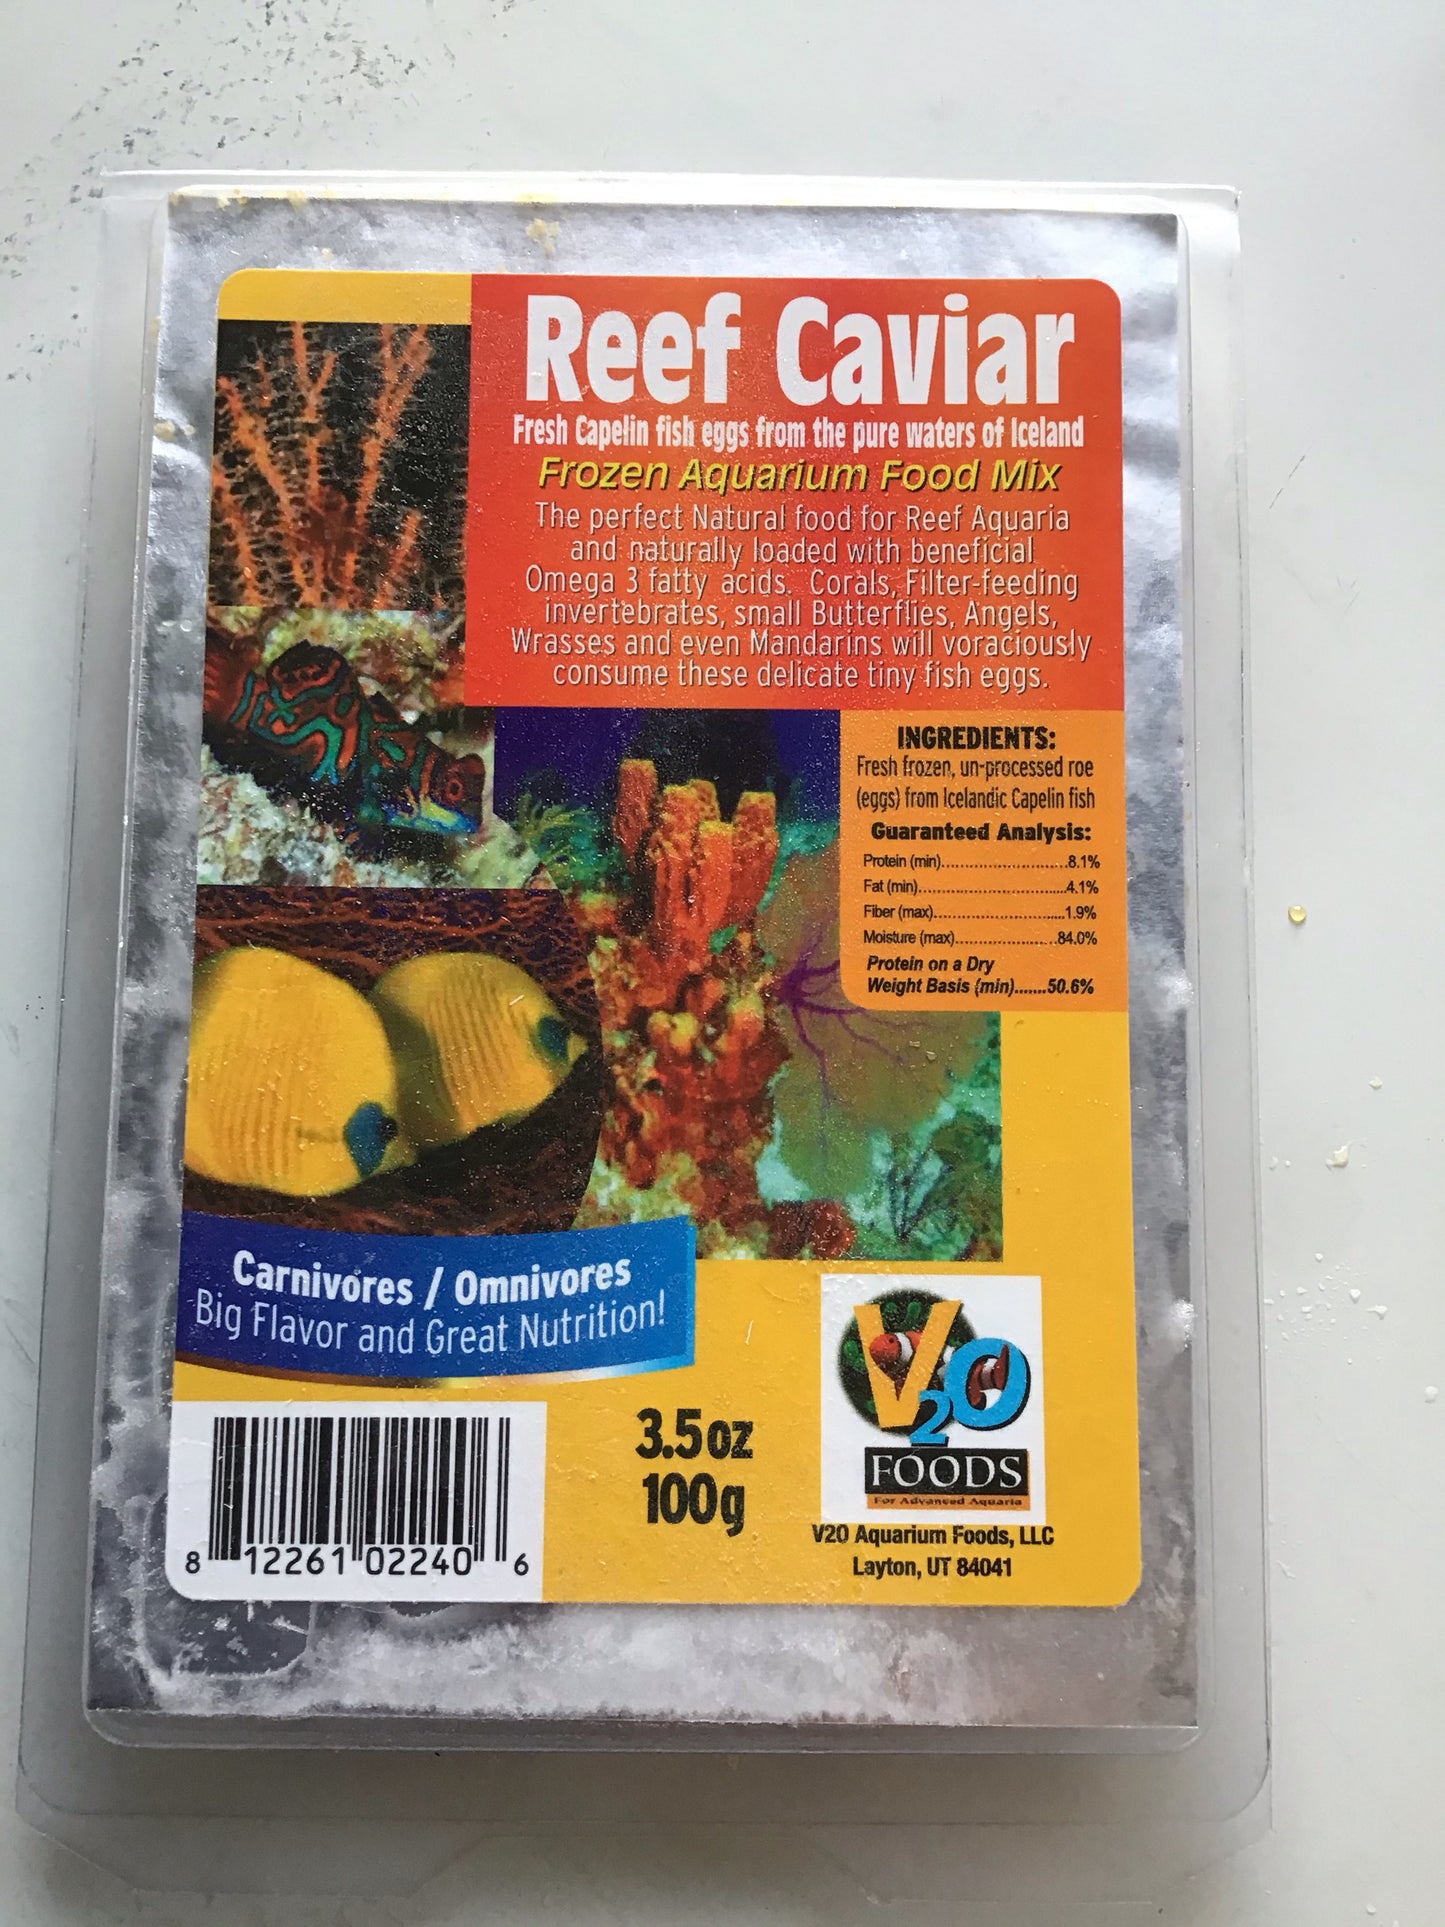 Reef Caviar
Fresh Capelin fish eggs from the pure waters of Iceland
Frozen Aquarium Food Mix
The perfect Natural food for Reef Aquaria
and naturally loaded with beneficial
Omega 3 fatty acids. Corals, Filter-feeding
invertebrates, small Butterflies, Angels,
Wrasses and even Mandarins will voraciously
consume these delicate tiny fish eggs.
INGREDIENTS:
Fresh frozen, un-processed roe
(eggs) from Icelandic Capelin fish
Guaranteed Analysis:
Protein (min)..............................8.1%
Fat (min)....................................4.1%
Fiber (max)................................1.9%
Moisture (max)........................84.0%
Protein on a Dry
Weight Basis (min).......50.6%
Carnivores / Omnivores
Big Flavor and Great Nutrition!
3.5oz
100g
V2O
FOODS
For Advanced Aquaria
V2O Aquarium Foods, LLC
Layton, UT 84041
8 12261 02240 6